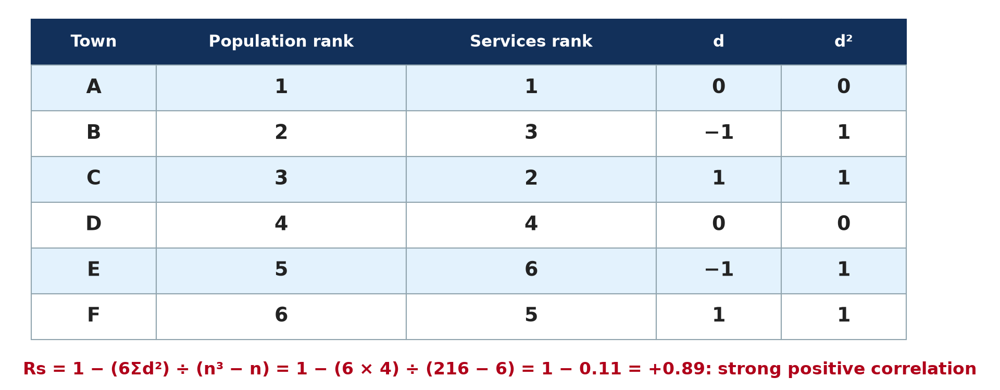 Town Population rank Services rank d d²
A 1 1 0 0
B 2 3 −1 1
C 3 2 1 1
D 4 4 0 0
E 5 6 −1 1
F 6 5 1 1
Rs = 1 − (6Σd²) ÷ (n³ − n) = 1 − (6 × 4) ÷ (216 − 6) = 1 − 0.11 = +0.89: strong positive correlation